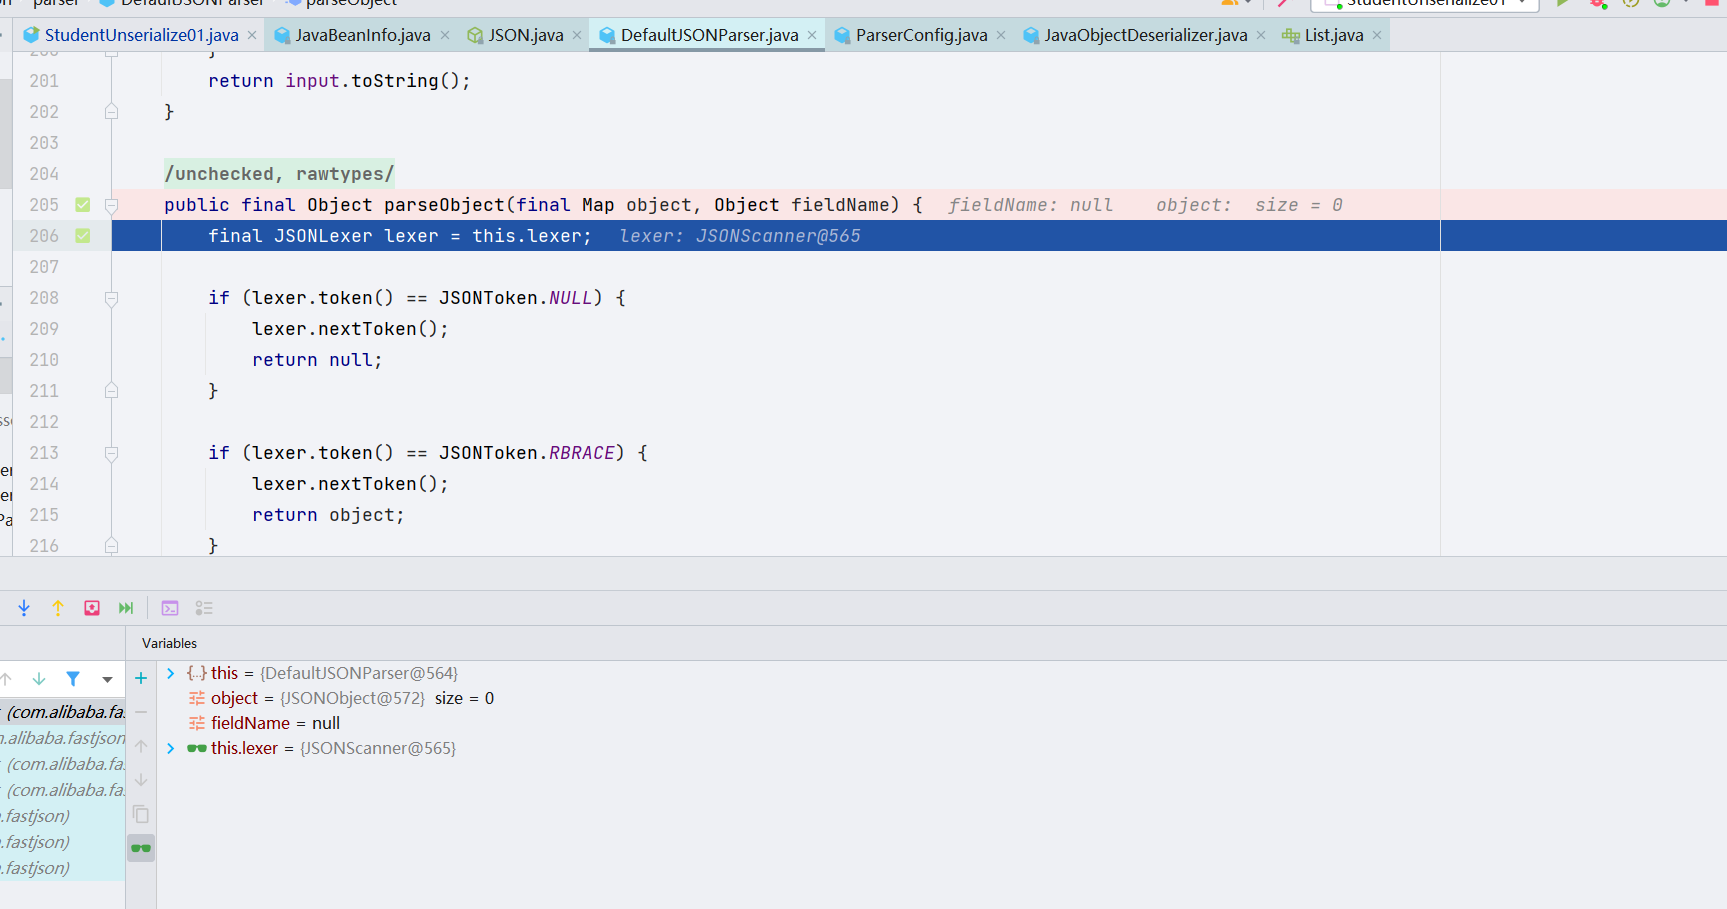 parser DefaultJSONParser parseObject StudentUnserialize01
StudentUnserialize01.java JavaBeanInfo.java JSON.java DefaultJSONParser.java ParserConfig.java JavaObjectDeserializer.java List.java
200 }
201 return input.toString();
202 }
203
204 /unchecked, rawtypes/
205 public final Object parseObject(final Map object, Object fieldName) { fieldName: null object: size = 0
206 final JSONLexer lexer = this.lexer; lexer: JSONScanner@565
207
208 if (lexer.token() == JSONToken.NULL) {
209 lexer.nextToken();
210 return null;
211 }
212
213 if (lexer.token() == JSONToken.RBRACE) {
214 lexer.nextToken();
215 return object;
216 }
Variables
this = {DefaultJSONParser@564}
(com.alibaba.fas
object = {JSONObject@572} size = 0
.alibaba.fastjson
fieldName = null
(com.alibaba.fas
this.lexer = {JSONScanner@565}
(com.alibaba.fas
.fastjson)
.fastjson)
.fastjson)